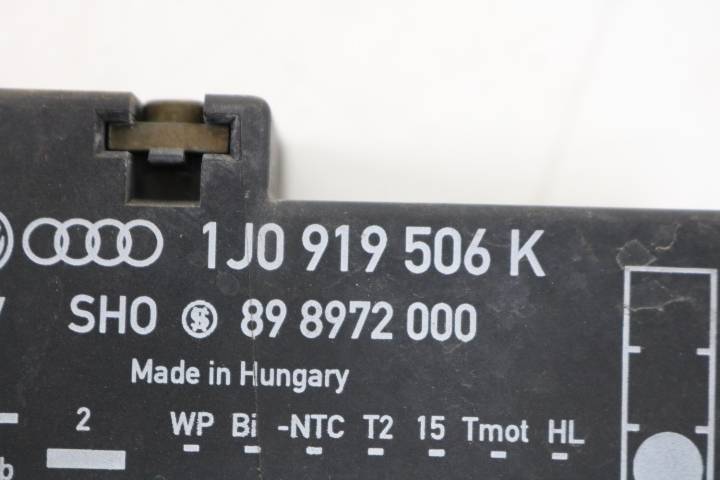 1J0 919 506 K
SHO 89 8972 000
Made in Hungary
2 WP Bi -NTC T2 15 Tmot HL
b